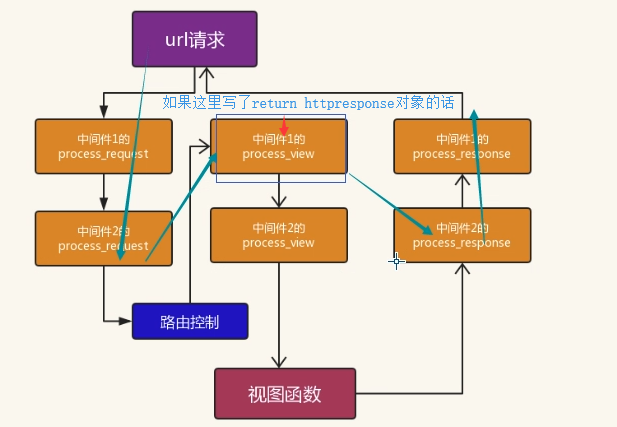 url请求
如果这里写了return httpresponse对象的话
中间件1的
process_request
中间件1的
process_view
中间件1的
process_response
中间件2的
process_request
中间件2的
process_view
中间件2的
process_response
路由控制
视图函数